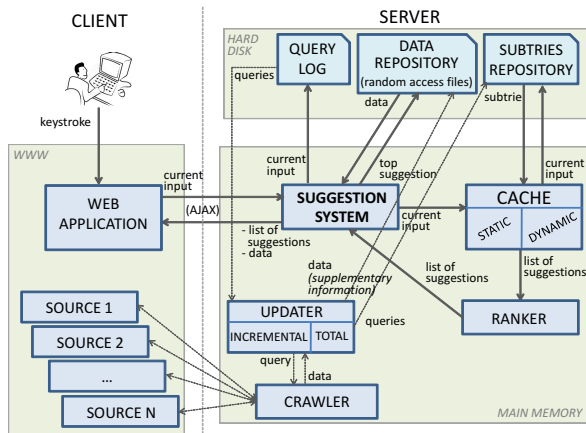 CLIENT
SERVER
HARD
DISK
QUERY
LOG
DATA
REPOSITORY
(random access files)
SUBTRIES
REPOSITORY
queries
data
subtrie
keystroke
WWW
current
input
top
suggestion
current
input
WEB
APPLICATION
current
input
(AJAX)
- list of
suggestions
- data
SUGGESTION
SYSTEM
current
input
CACHE
STATIC
DYNAMIC
data
(supplementary
information)
list of
suggestions
list of
suggestions
SOURCE 1
SOURCE 2
...
SOURCE N
UPDATER
INCREMENTAL
TOTAL
queries
RANKER
query
data
CRAWLER
MAIN MEMORY